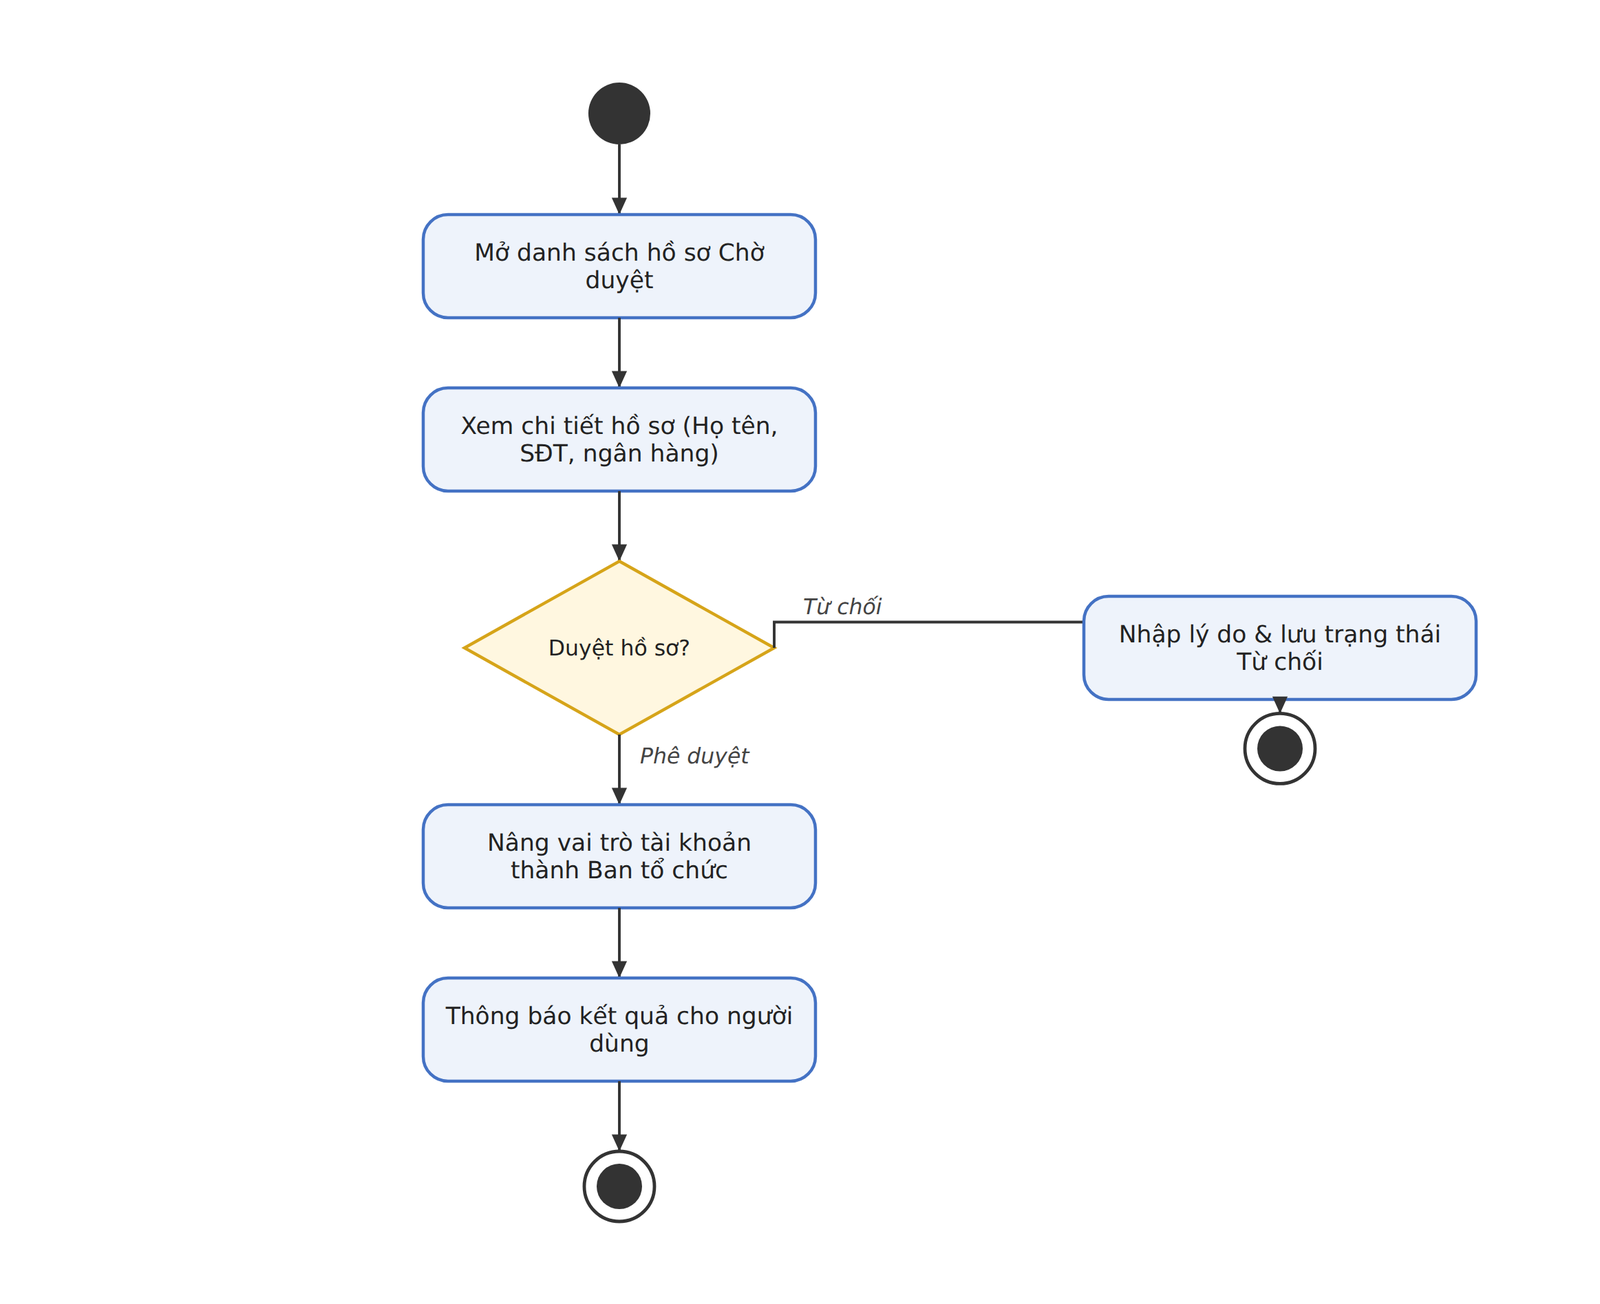 Mở danh sách hồ sơ Chờ
duyệt
Xem chi tiết hồ sơ (Họ tên,
SĐT, ngân hàng)
Duyệt hồ sơ?
Từ chối
Nhập lý do & lưu trạng thái
Từ chối
Phê duyệt
Nâng vai trò tài khoản
thành Ban tổ chức
Thông báo kết quả cho người
dùng